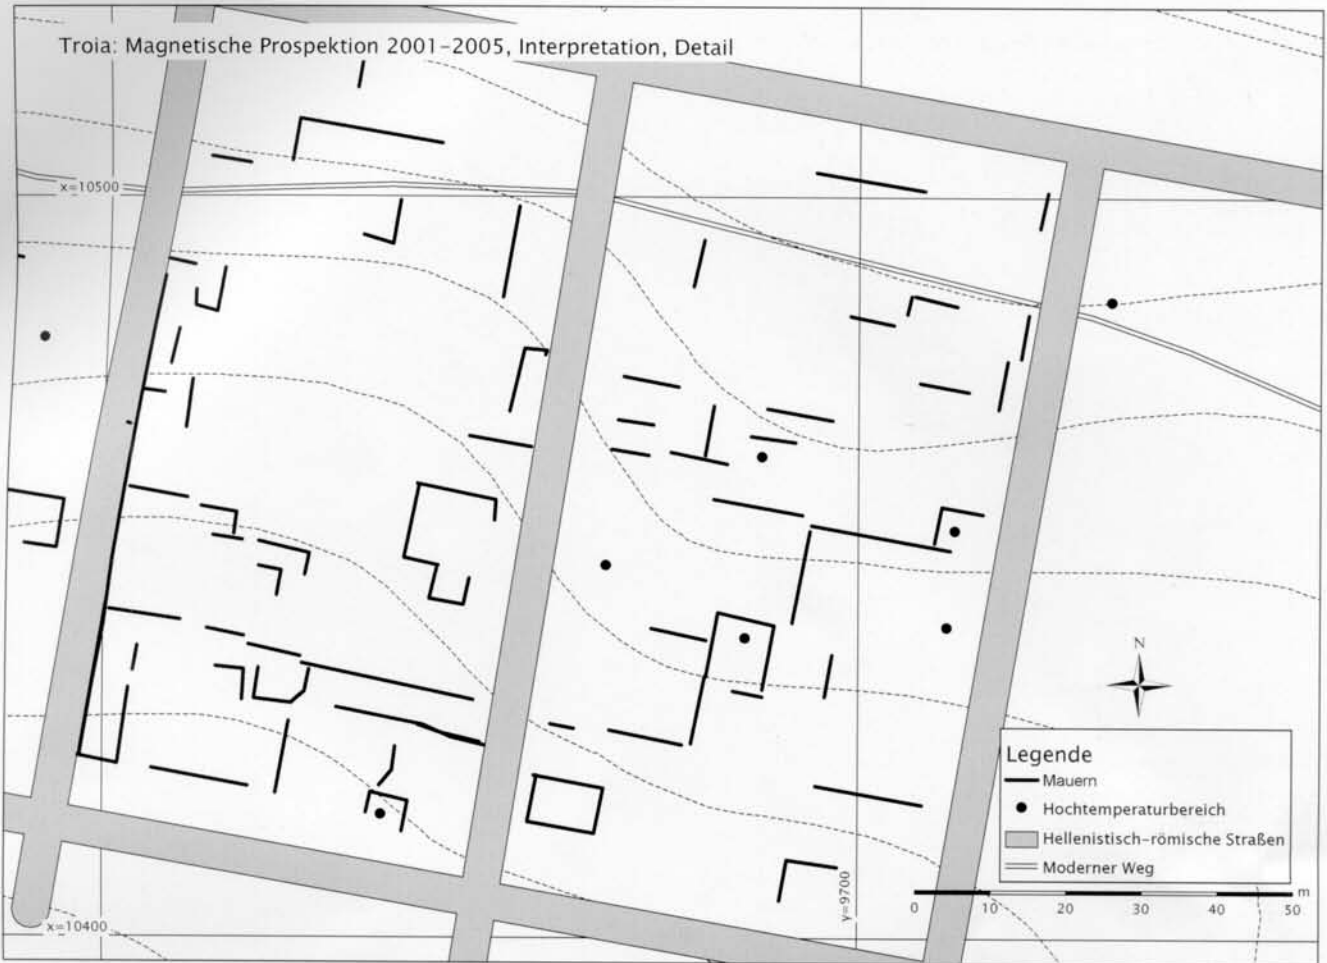 Troia: Magnetische Prospektion 2001–2005, Interpretation, Detail
x=10500
N
Legende
Mauern
Hochtemperaturbereich
Hellenistisch–römische Straßen
Moderner Weg
y=9700
m
0 10 20 30 40 50
x=10400